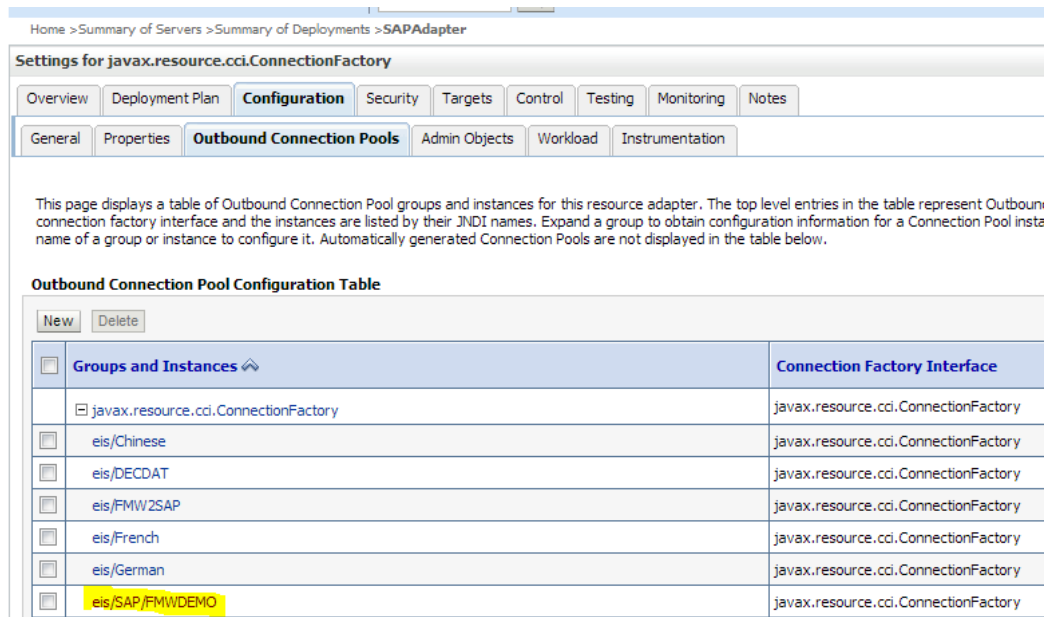 Home >Summary of Servers >Summary of Deployments >SAPAdapter
Settings for javax.resource.cci.ConnectionFactory
Overview Deployment Plan Configuration Security Targets Control Testing Monitoring Notes
General Properties Outbound Connection Pools Admin Objects Workload Instrumentation
This page displays a table of Outbound Connection Pool groups and instances for this resource adapter. The top level entries in the table represent Outbound
connection factory interface and the instances are listed by their JNDI names. Expand a group to obtain configuration information for a Connection Pool insta
name of a group or instance to configure it. Automatically generated Connection Pools are not displayed in the table below.
Outbound Connection Pool Configuration Table
New Delete
Groups and Instances Connection Factory Interface
javax.resource.cci.ConnectionFactory javax.resource.cci.ConnectionFactory
eis/Chinese javax.resource.cci.ConnectionFactory
eis/DECDAT javax.resource.cci.ConnectionFactory
eis/FMW2SAP javax.resource.cci.ConnectionFactory
eis/French javax.resource.cci.ConnectionFactory
eis/German javax.resource.cci.ConnectionFactory
eis/SAP/FMWDEMO javax.resource.cci.ConnectionFactory